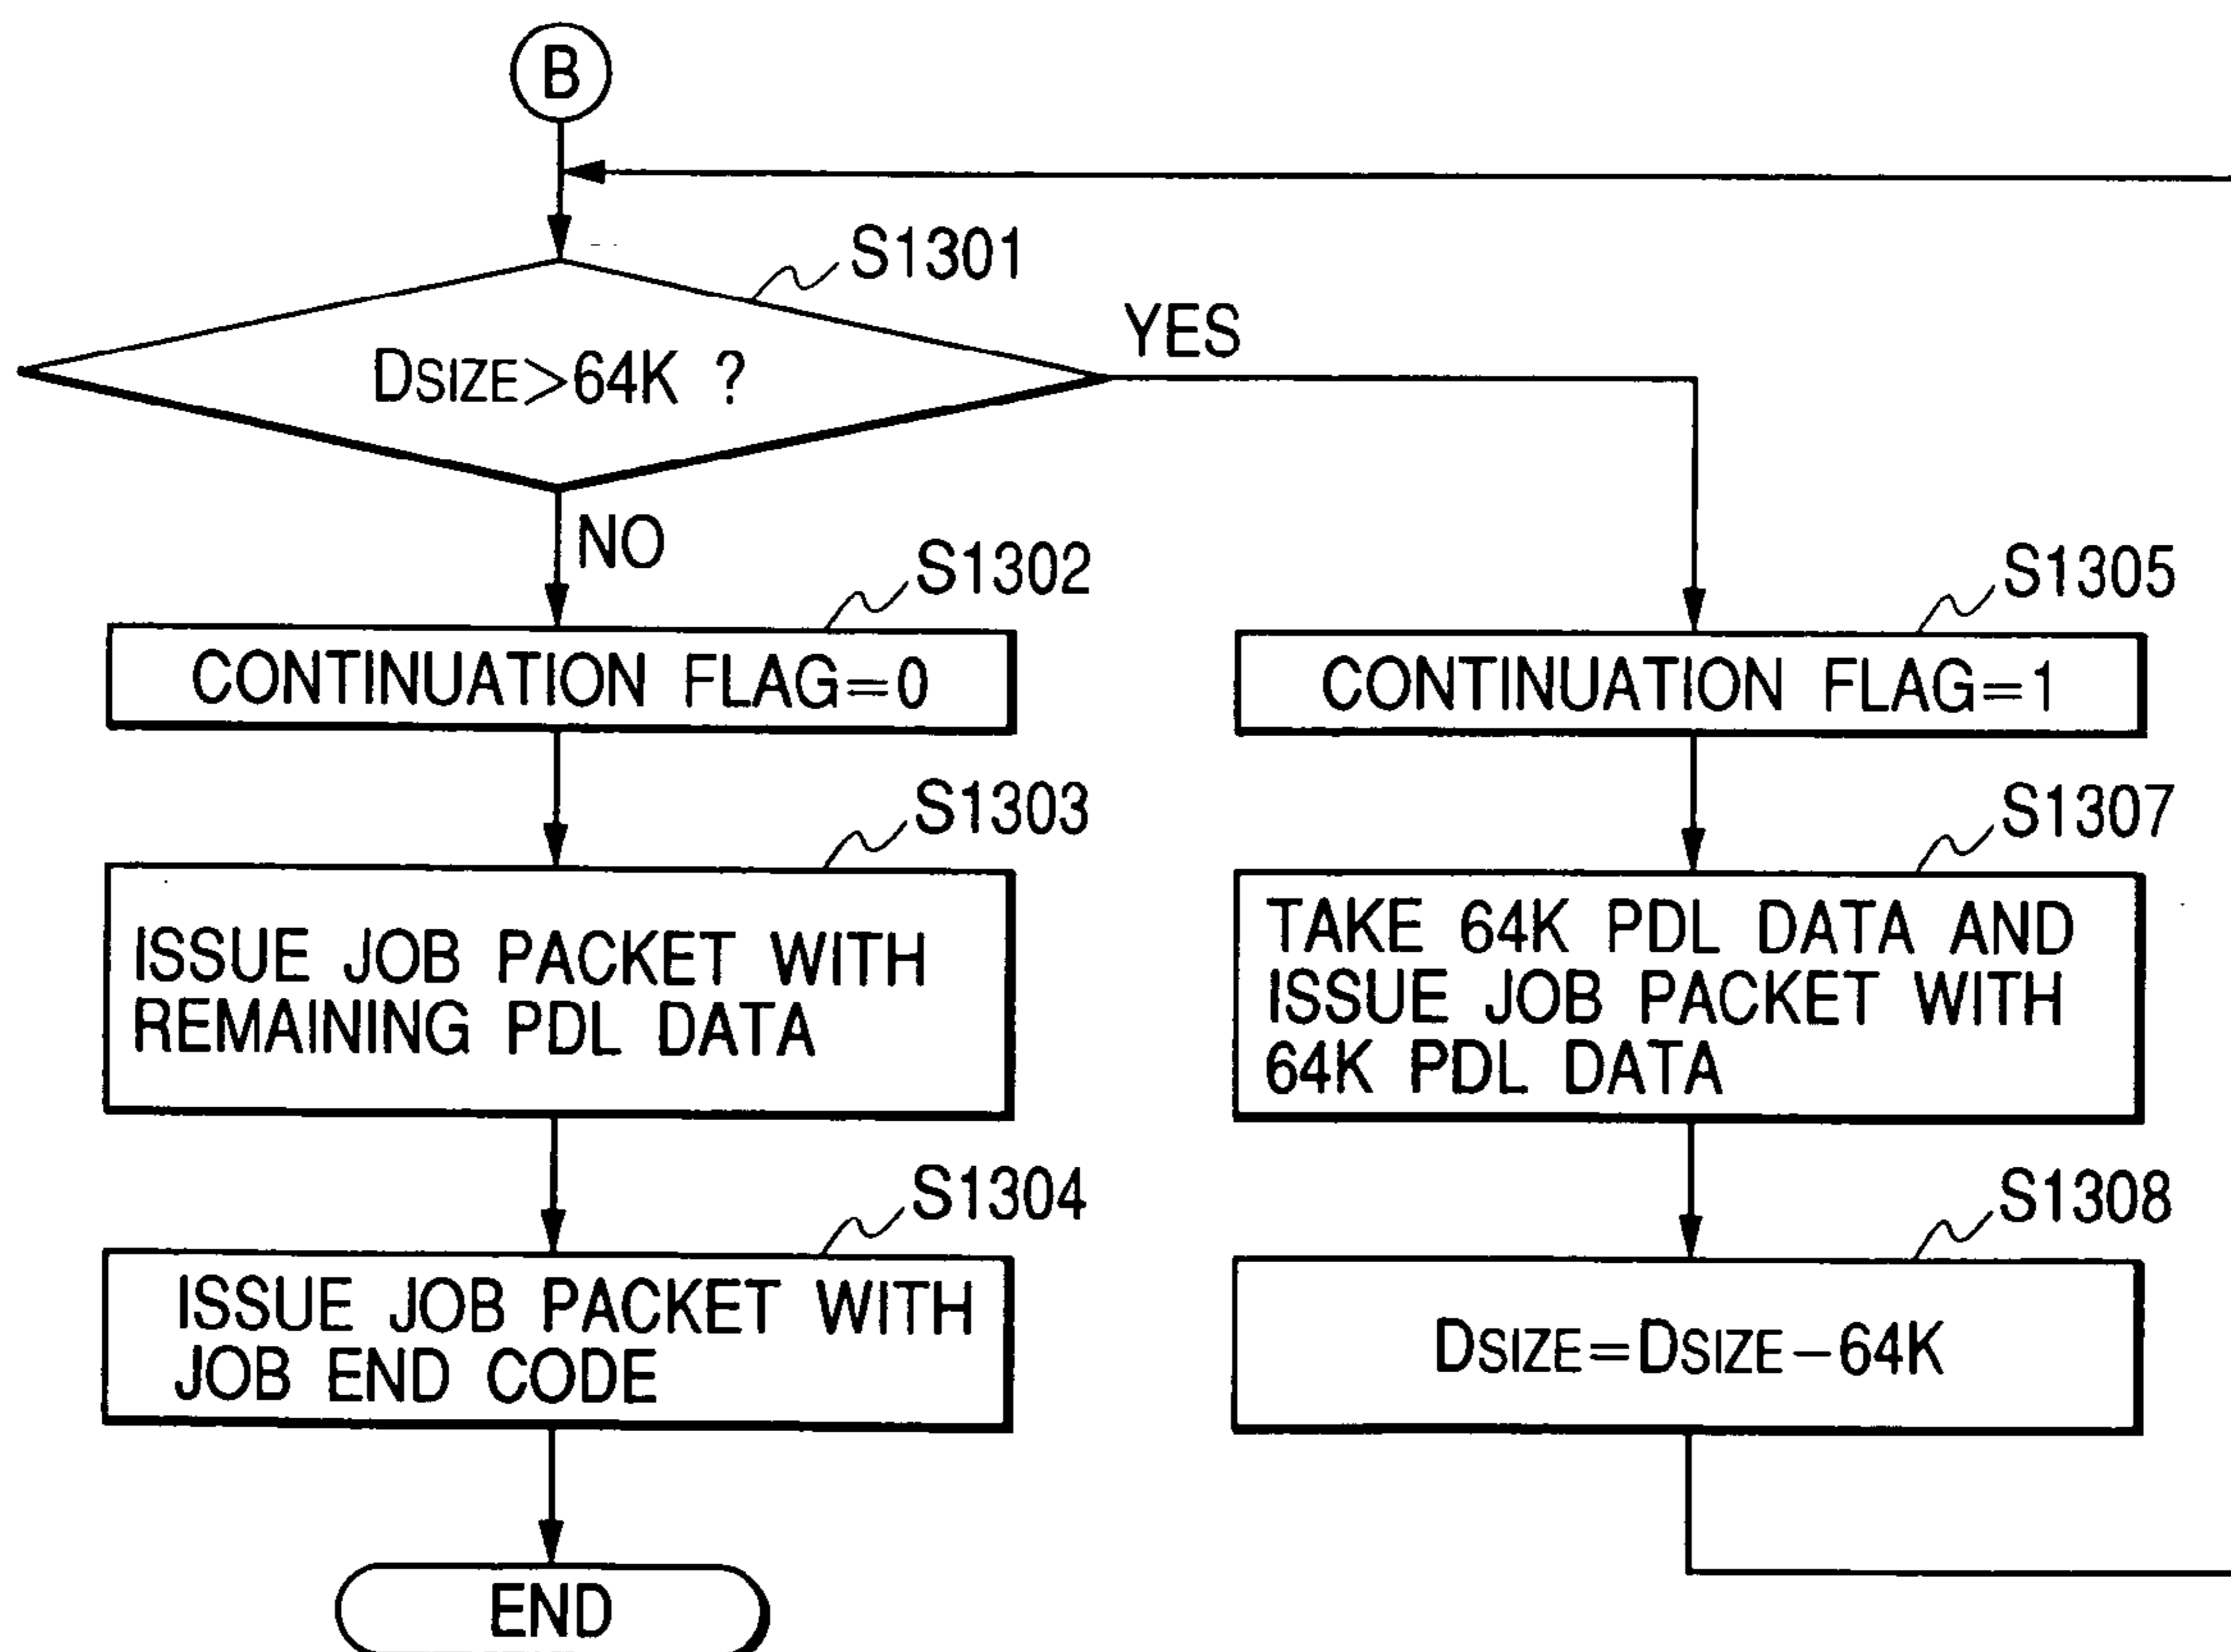 B
S1301
DSIZE>64K ?
YES
NO
S1302
CONTINUATION FLAG=0
S1303
ISSUE JOB PACKET WITH
REMAINING PDL DATA
S1304
ISSUE JOB PACKET WITH
JOB END CODE
END
S1305
CONTINUATION FLAG=1
S1307
TAKE 64K PDL DATA AND
ISSUE JOB PACKET WITH
64K PDL DATA
S1308
DSIZE=DSIZE−64K